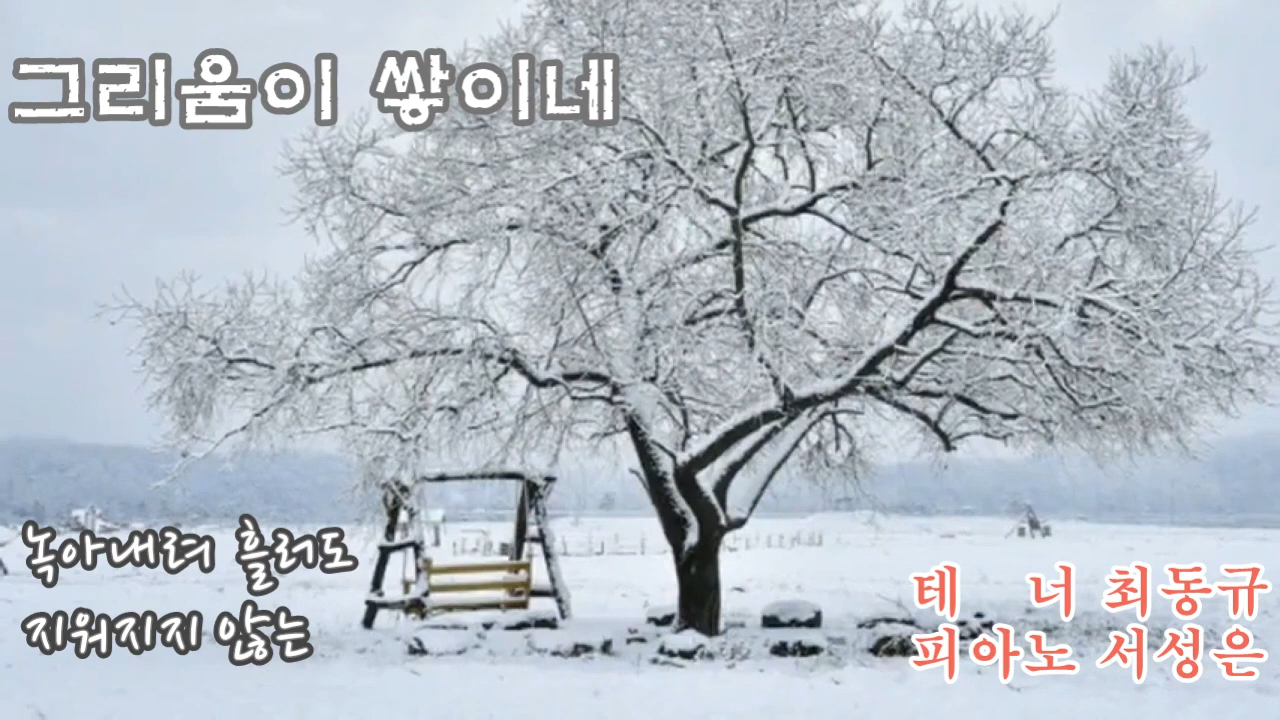 그리움이 쌓이네
녹아내려 흘러도
지워지지 않는
테 너 최동규
피아노 서성은